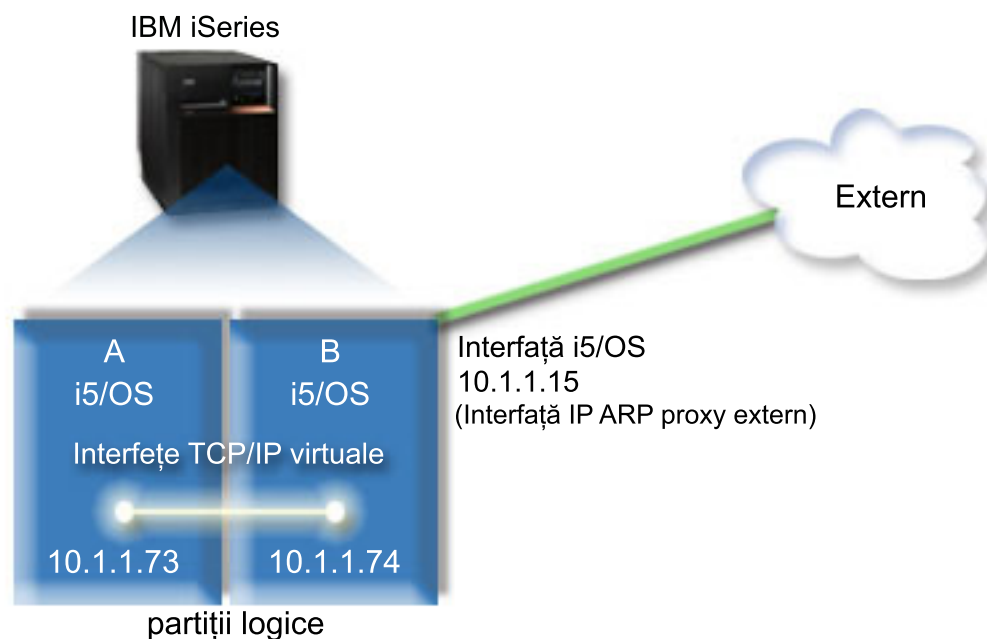 IBM iSeries
Extern
A
i5/OS
B
i5/OS
Interfață i5/OS
10.1.1.15
(Interfață IP ARP proxy extern)
Interfețe TCP/IP virtuale
10.1.1.73
10.1.1.74
partiții logice